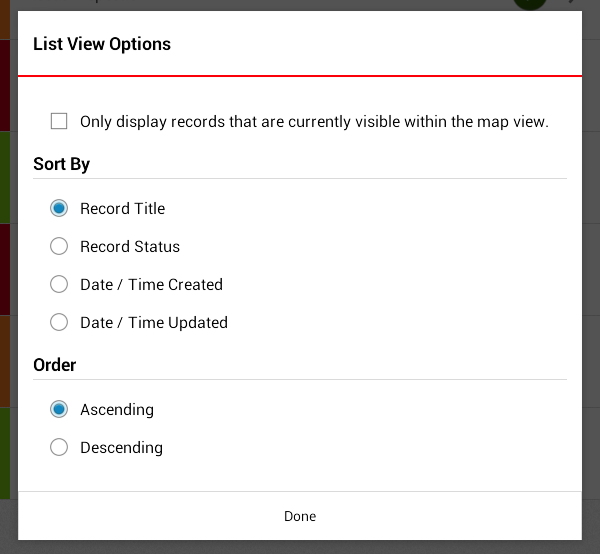 List View Options
Only display records that are currently visible within the map view.
Sort By
Record Title
Record Status
Date / Time Created
Date / Time Updated
Order
Ascending
Descending
Done